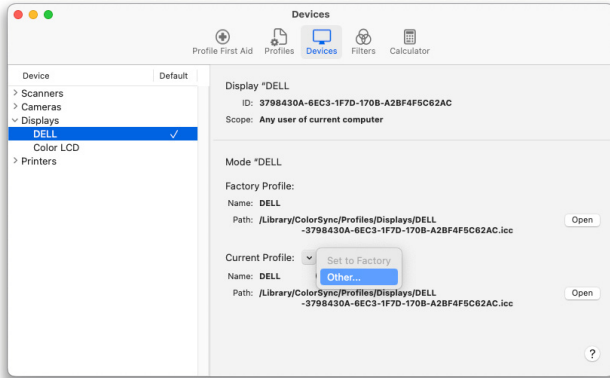 Devices
Profile First Aid Profiles Devices Filters Calculator
Device Default
Scanners
Cameras
Displays
DELL
Color LCD
Printers
Display “DELL
ID: 3798430A-6EC3-1F7D-170B-A2BF4F5C62AC
Scope: Any user of current computer
Mode “DELL
Factory Profile:
Name: DELL
Path: /Library/ColorSync/Profiles/Displays/DELL
-3798430A-6EC3-1F7D-170B-A2BF4F5C62AC.icc
Open
Current Profile:
Set to Factory
Other...
Name: DELL
Path: /Library/ColorSync/Profiles/Displays/DELL
-3798430A-6EC3-1F7D-170B-A2BF4F5C62AC.icc
Open
?